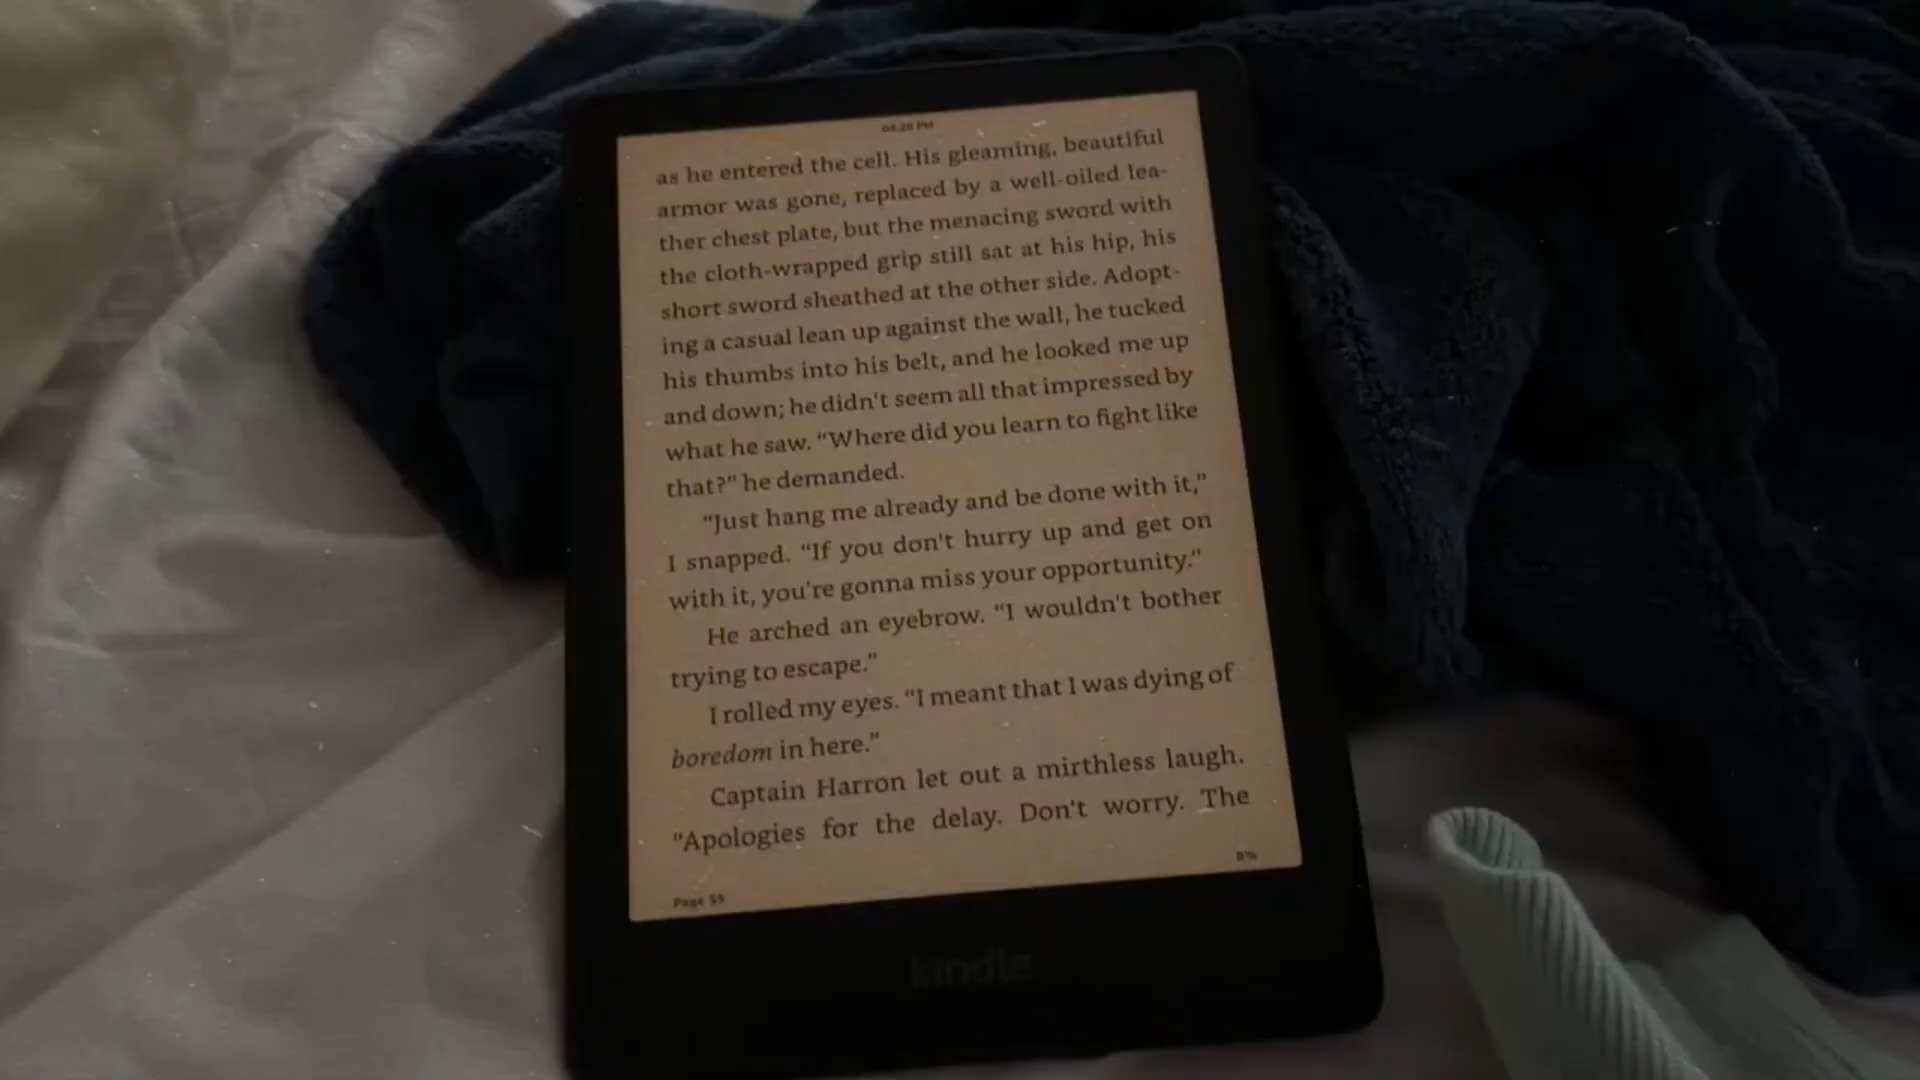 04:20 PM
as he entered the cell. His gleaming, beautiful
armor was gone, replaced by a well-oiled lea-
ther chest plate, but the menacing sword with
the cloth-wrapped grip still sat at his hip, his
short sword sheathed at the other side. Adopt-
ing a casual lean up against the wall, he tucked
his thumbs into his belt, and he looked me up
and down; he didn't seem all that impressed by
what he saw. “Where did you learn to fight like
that?” he demanded.
“Just hang me already and be done with it,”
I snapped. “If you don't hurry up and get on
with it, you're gonna miss your opportunity.”
He arched an eyebrow. “I wouldn't bother
trying to escape.”
I rolled my eyes. “I meant that I was dying of
boredom in here.”
Captain Harron let out a mirthless laugh.
“Apologies for the delay. Don't worry. The
Page 55
8%
kindle